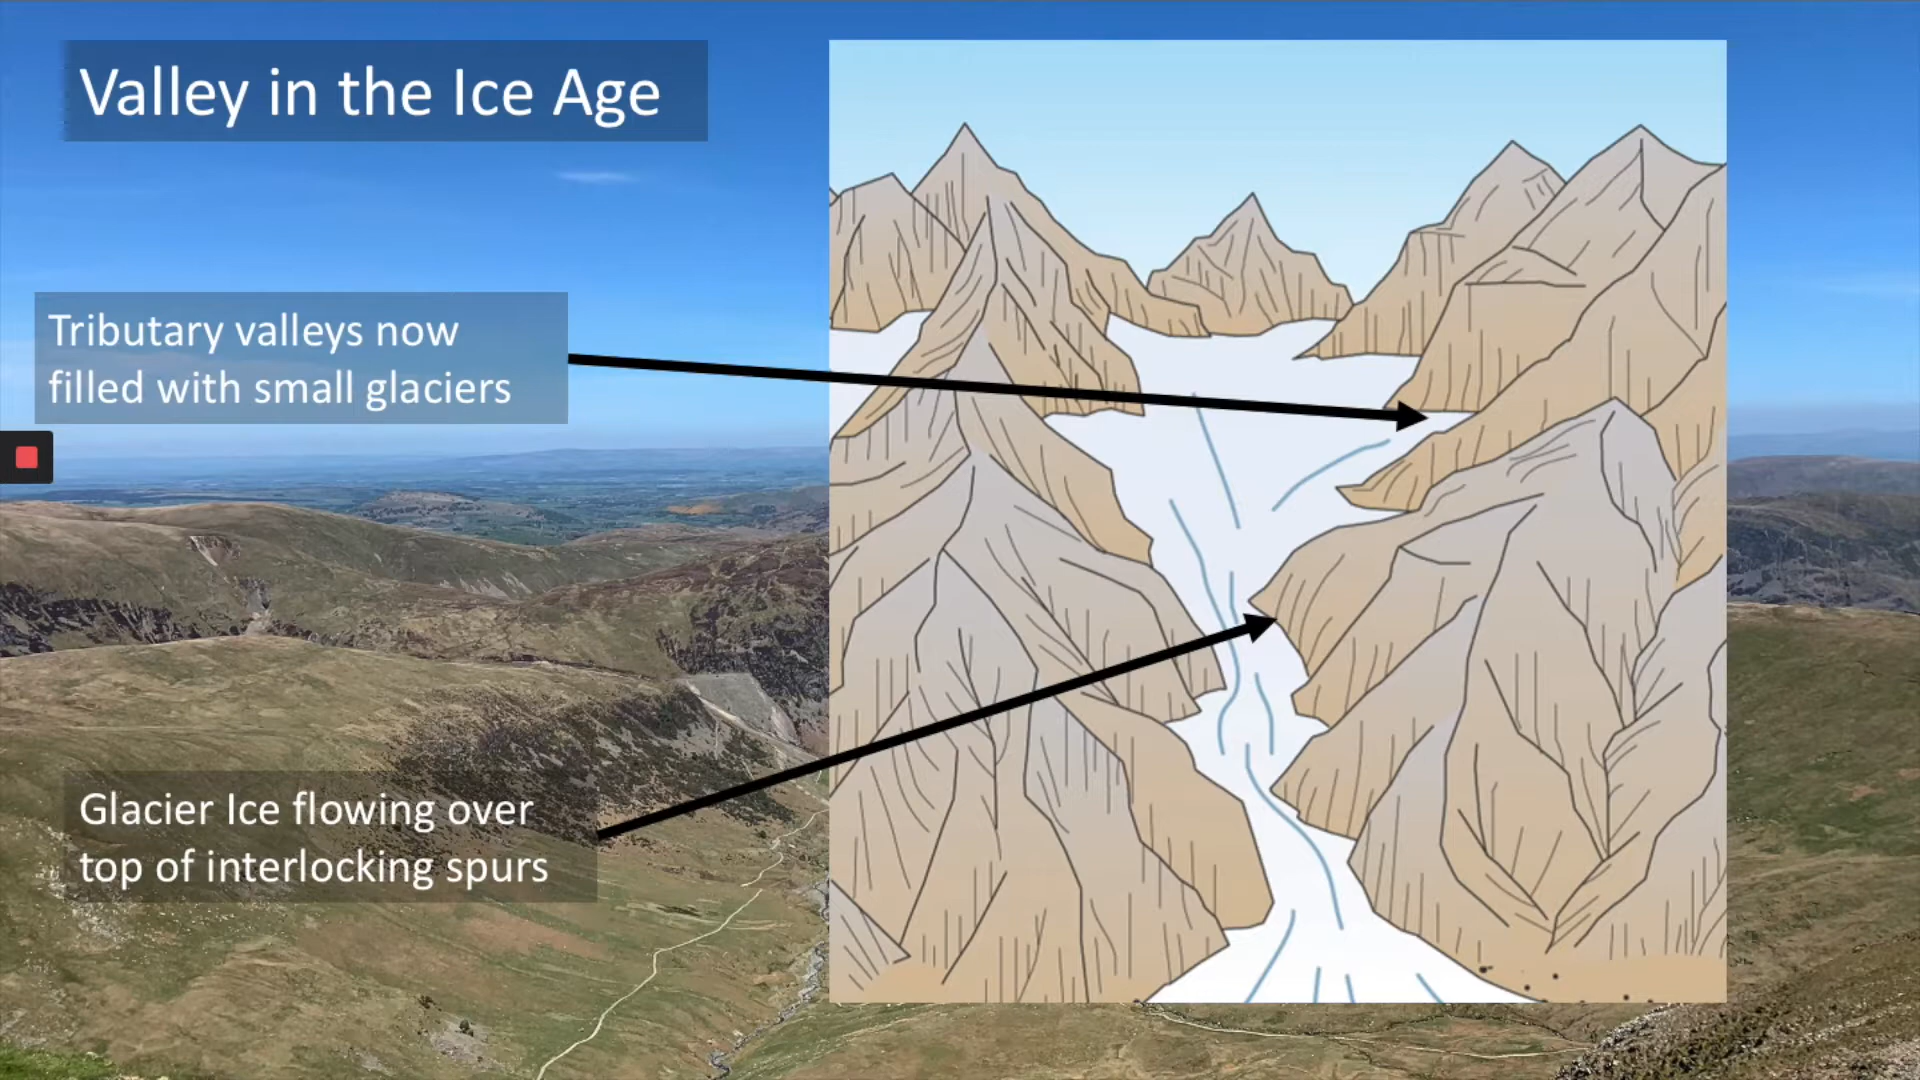 Valley in the Ice Age
Tributary valleys now
filled with small glaciers
Glacier Ice flowing over
top of interlocking spurs